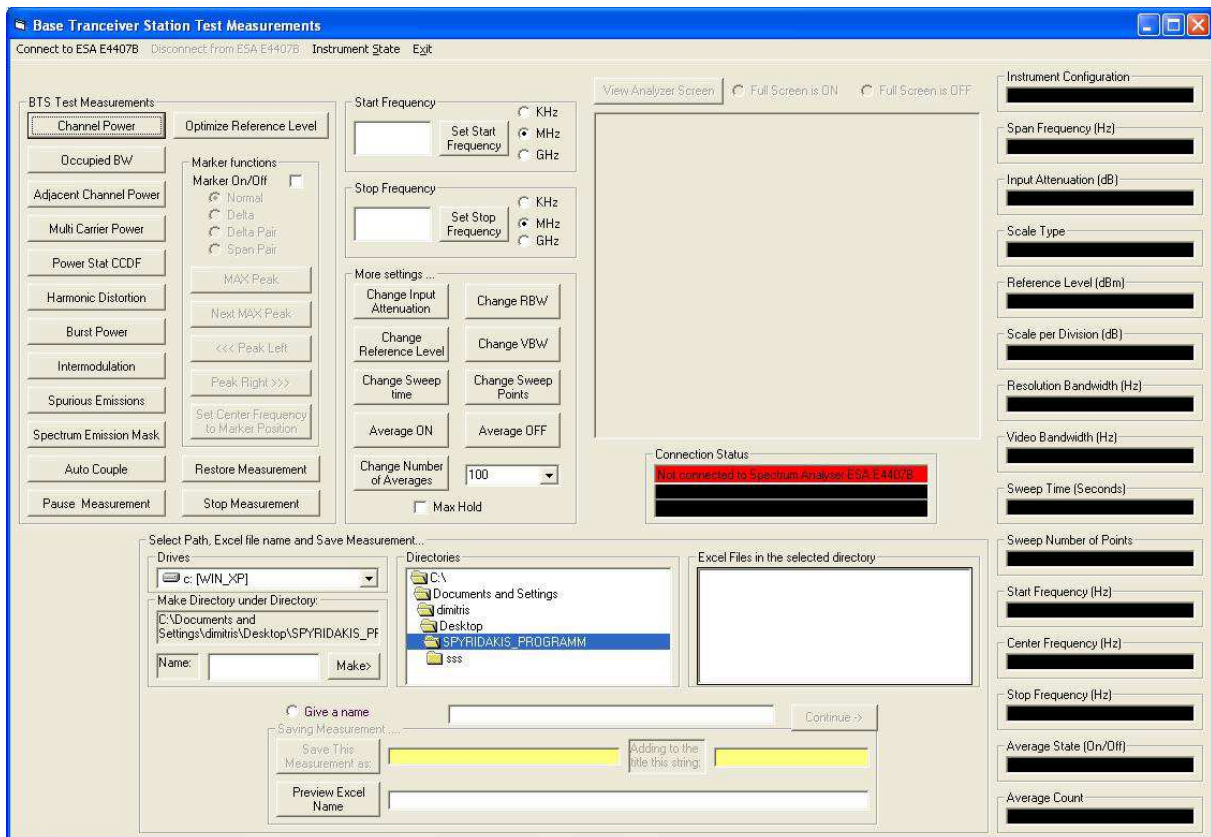 Base Tranceiver Station Test Measurements
Connect to ESA E4407B Disconnect from ESA E4407B Instrument State Exit
BTS Test Measurements
Channel Power
Occupied BW
Adjacent Channel Power
Multi Carrier Power
Power Stat CCDF
Harmonic Distortion
Burst Power
Intermodulation
Spurious Emissions
Spectrum Emission Mask
Auto Couple
Pause Measurement
Optimize Reference Level
Marker functions
Marker On/Off
Normal
Delta
Delta Pair
Span Pair
MAX Peak
Next MAX Peak
<<< Peak Left
Peak Right >>>
Set Center Frequency
to Marker Position
Restore Measurement
Stop Measurement
Start Frequency
Set Start
Frequency
KHz
MHz
GHz
Stop Frequency
Set Stop
Frequency
KHz
MHz
GHz
More settings ...
Change Input
Attenuation
Change RBW
Change
Reference Level
Change VBW
Change Sweep
time
Change Sweep
Points
Average ON
Average OFF
Change Number
of Averages
100
Max Hold
View Analyzer Screen
Full Screen is ON
Full Screen is OFF
Connection Status
Not connected to Spectrum Analyser ESA E4407B
Instrument Configuration
Span Frequency (Hz)
Input Attenuation (dB)
Scale Type
Reference Level (dBm)
Scale per Division (dB)
Resolution Bandwidth (Hz)
Video Bandwidth (Hz)
Sweep Time (Seconds)
Sweep Number of Points
Start Frequency (Hz)
Center Frequency (Hz)
Stop Frequency (Hz)
Average State (On/Off)
Average Count
Select Path, Excel file name and Save Measurement...
Drives
c: [WIN_XP]
Make Directory under Directory:
C:\Documents and
Settings\dimitris\Desktop\SPYRIDAKIS_PF
Name:
Make>
Directories
C:\
Documents and Settings
dimitris
Desktop
SPYRIDAKIS_PROGRAMM
sss
Excel Files in the selected directory
Give a name
Continue ->
Saving Measurement ....
Save This
Measurement as:
Adding to the
title this string:
Preview Excel
Name